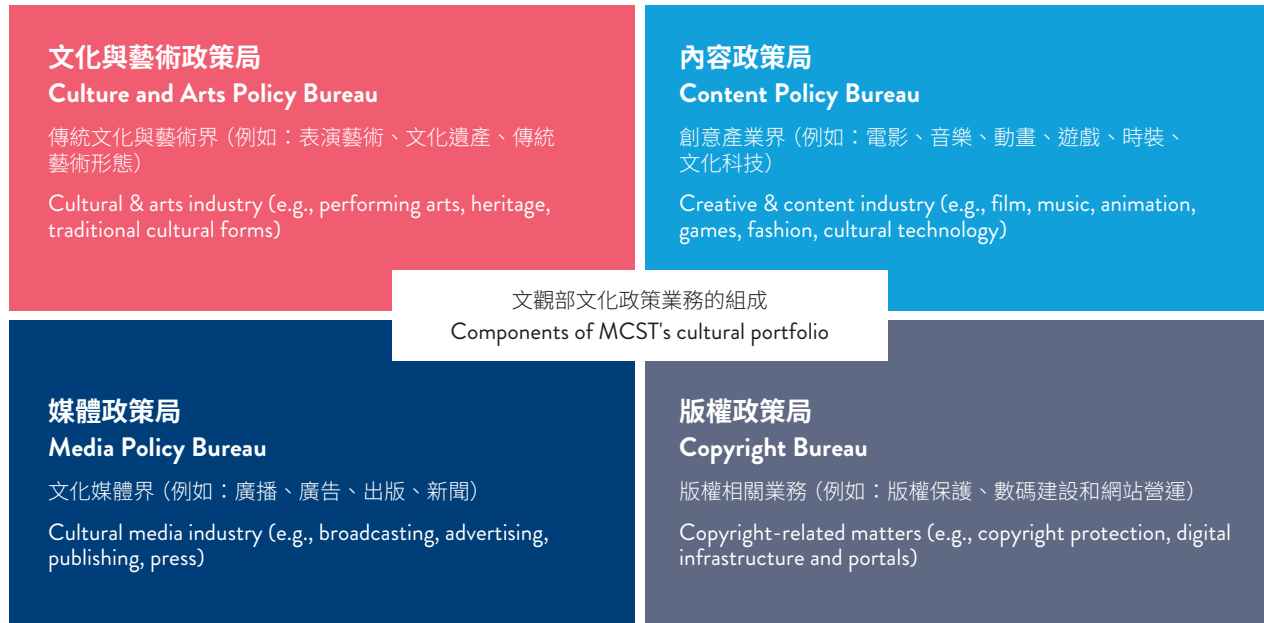 文化與藝術政策局
Culture and Arts Policy Bureau
傳統文化與藝術界（例如：表演藝術、文化遺產、傳統
藝術形態）
Cultural & arts industry (e.g., performing arts, heritage,
traditional cultural forms)
內容政策局
Content Policy Bureau
創意產業界（例如：電影、音樂、動畫、遊戲、時裝、
文化科技）
Creative & content industry (e.g., film, music, animation,
games, fashion, cultural technology)
文觀部文化政策業務的組成
Components of MCST's cultural portfolio
媒體政策局
Media Policy Bureau
文化媒體界（例如：廣播、廣告、出版、新聞）
Cultural media industry (e.g., broadcasting, advertising,
publishing, press)
版權政策局
Copyright Bureau
版權相關業務（例如：版權保護、數碼建設和網站營運）
Copyright-related matters (e.g., copyright protection, digital
infrastructure and portals)